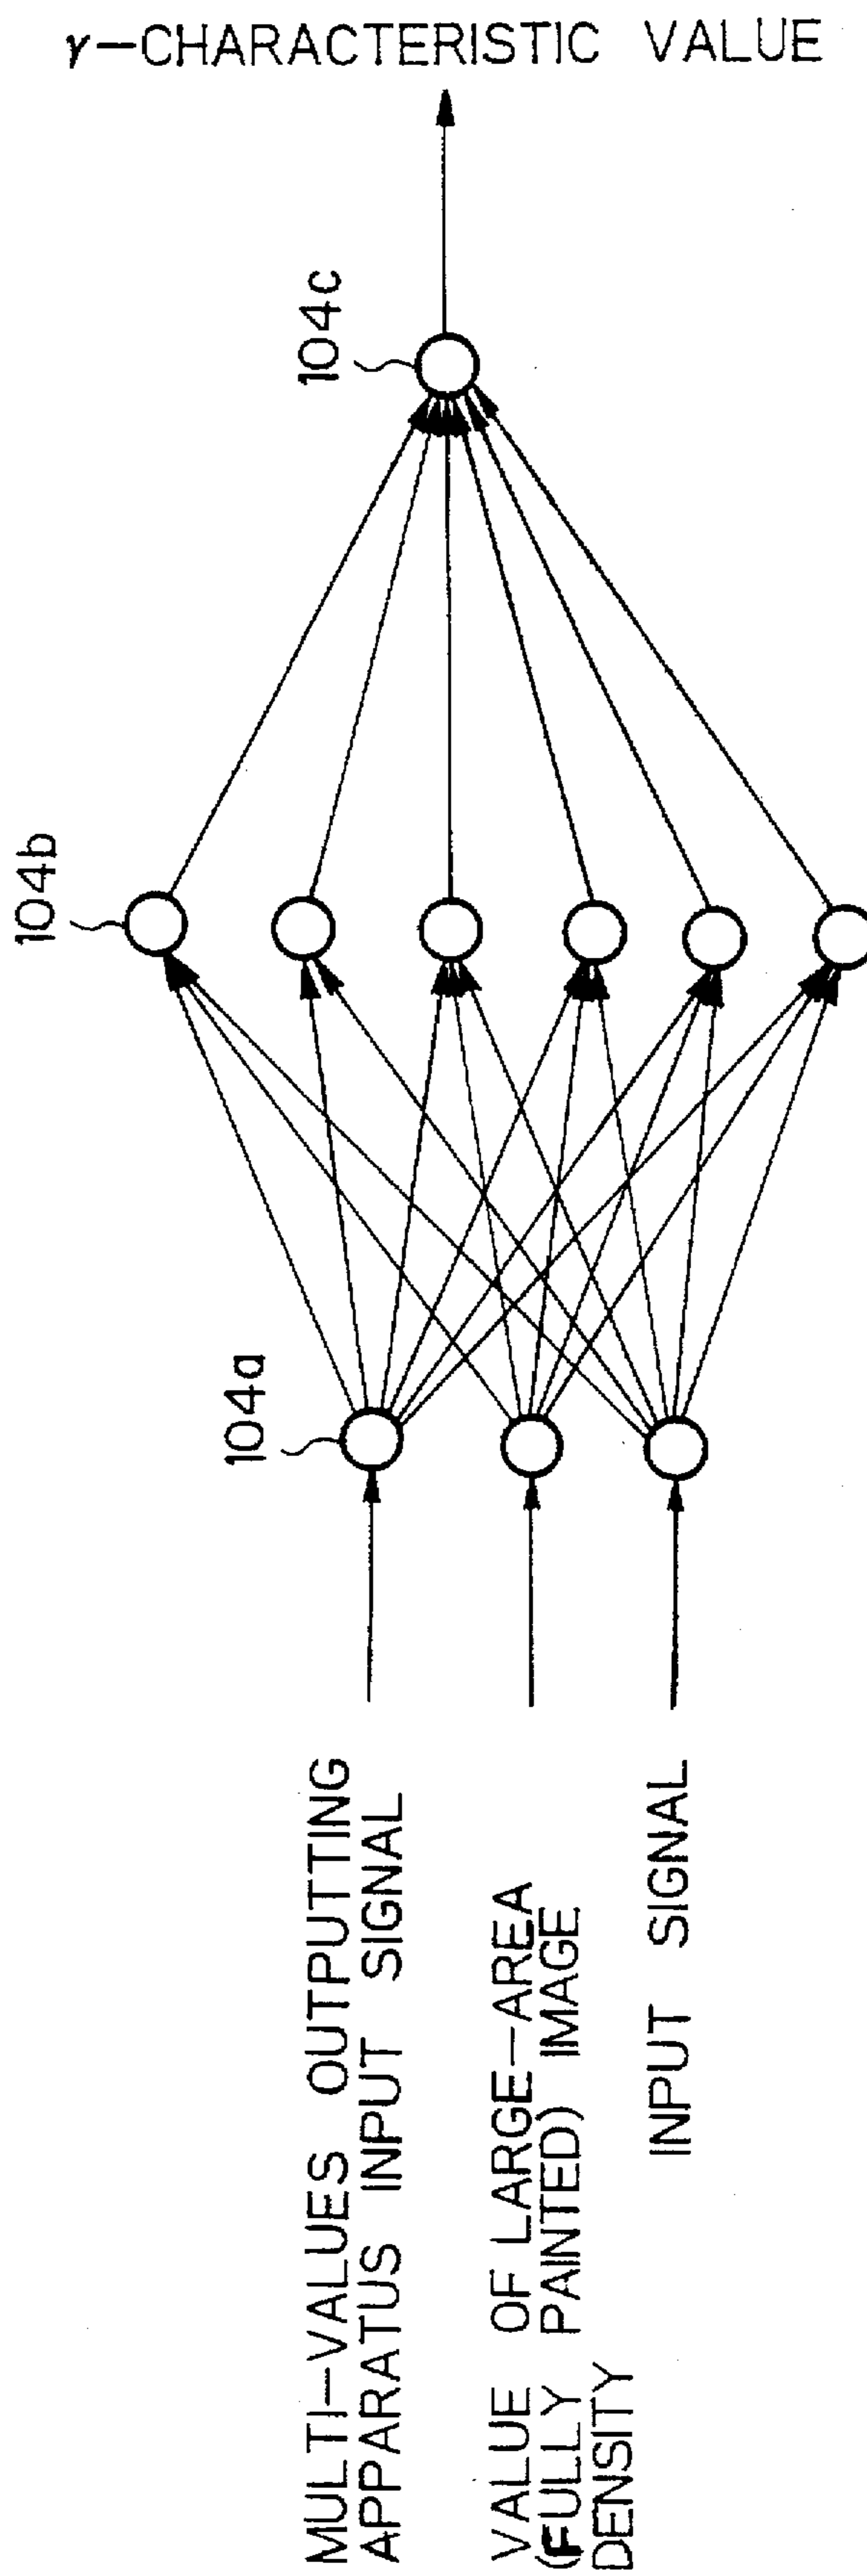 γ-CHARACTERISTIC VALUE
104c
104b
104a
MULTI-VALUES OUTPUTTING
APPARATUS INPUT SIGNAL
VALUE OF LARGE-AREA
(FULLY PAINTED) IMAGE
DENSITY
INPUT SIGNAL